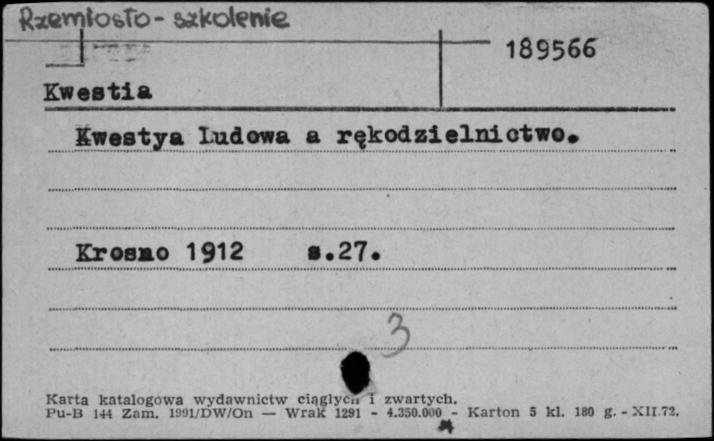 Rzemiosło - szkolenie
189566
Kwestia
Kwestya Ludowa a rękodzielnictwo.
Krosno 1912 s.27.
3
Karta katalogowa wydawnictw ciągłych i zwartych.
Pu-B 144 Zam. 1991/DW/On — Wrak 1291 - 4.350.000 - Karton 5 kl. 180 g. - XII.72.